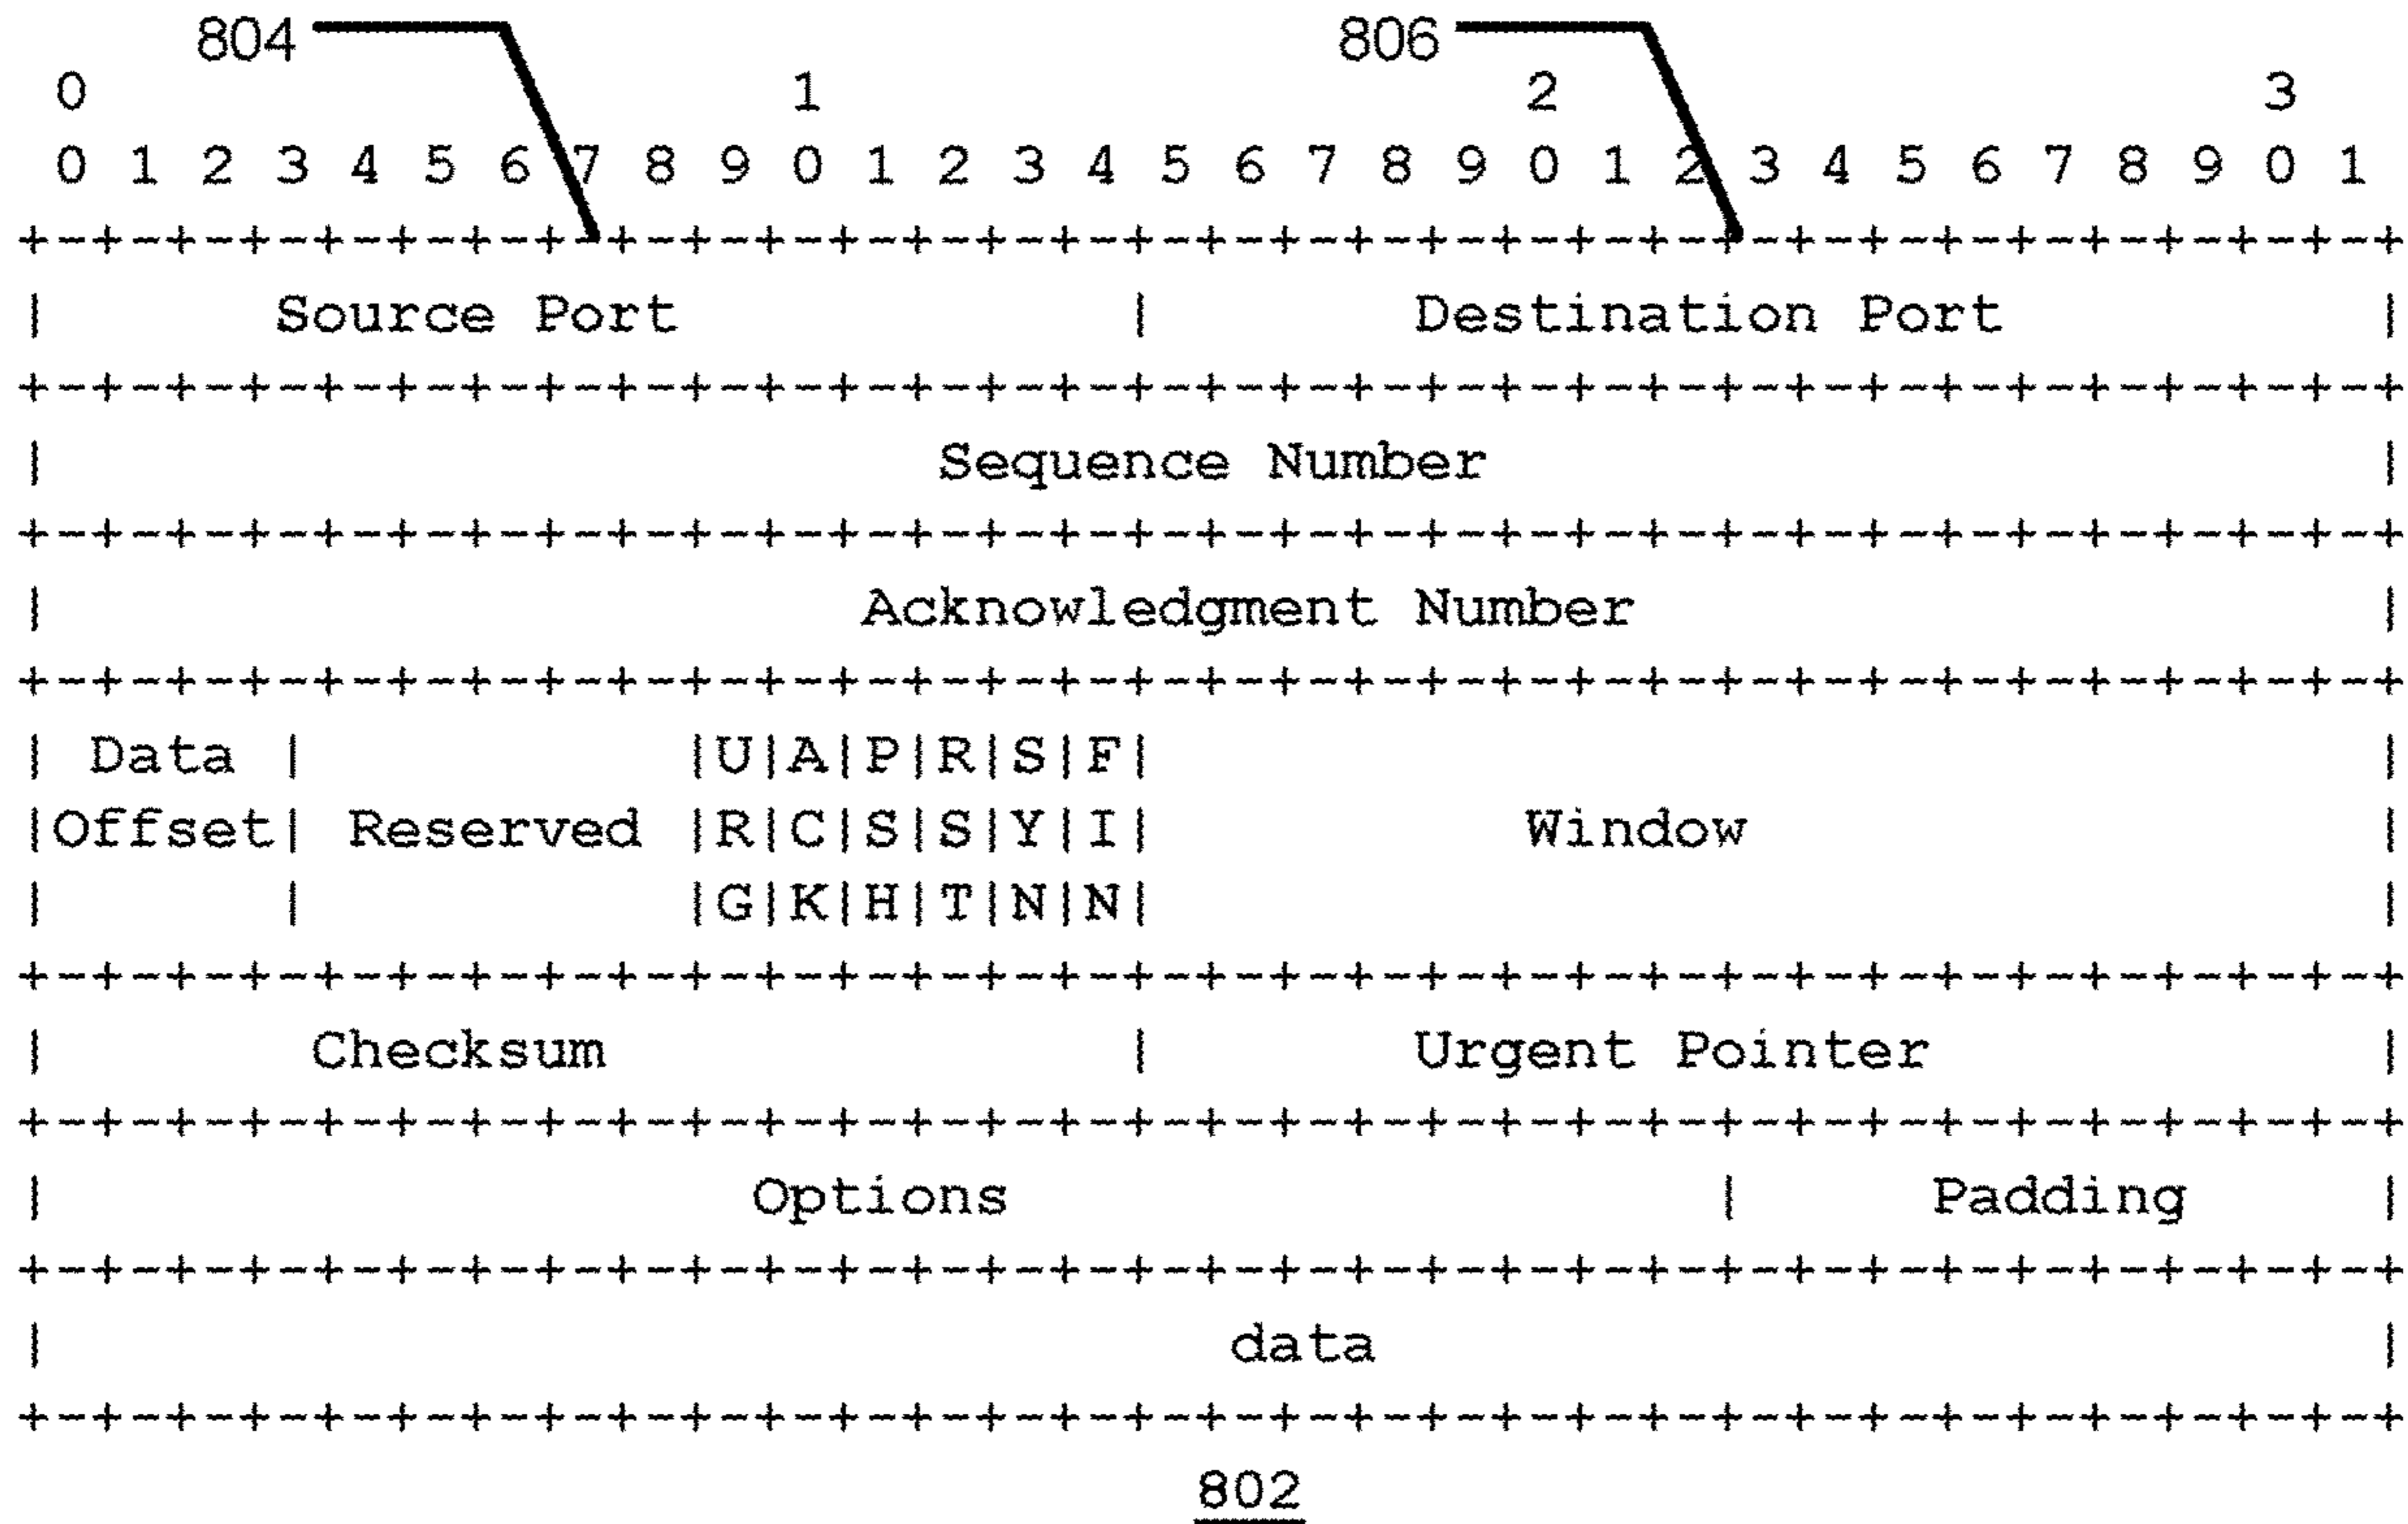 804 806
0 1 2 3
0 1 2 3 4 5 6 7 8 9 0 1 2 3 4 5 6 7 8 9 0 1 2 3 4 5 6 7 8 9 0 1
+-+-+-+-+-+-+-+-+-+-+-+-+-+-+-+-+-+-+-+-+-+-+-+-+-+-+-+-+-+-+-+-+
| Source Port | Destination Port |
+-+-+-+-+-+-+-+-+-+-+-+-+-+-+-+-+-+-+-+-+-+-+-+-+-+-+-+-+-+-+-+-+
| Sequence Number |
+-+-+-+-+-+-+-+-+-+-+-+-+-+-+-+-+-+-+-+-+-+-+-+-+-+-+-+-+-+-+-+-+
| Acknowledgment Number |
+-+-+-+-+-+-+-+-+-+-+-+-+-+-+-+-+-+-+-+-+-+-+-+-+-+-+-+-+-+-+-+-+
| Data | |U|A|P|R|S|F| |
|Offset| Reserved |R|C|S|S|Y|I| Window |
| | |G|K|H|T|N|N| |
+-+-+-+-+-+-+-+-+-+-+-+-+-+-+-+-+-+-+-+-+-+-+-+-+-+-+-+-+-+-+-+-+
| Checksum | Urgent Pointer |
+-+-+-+-+-+-+-+-+-+-+-+-+-+-+-+-+-+-+-+-+-+-+-+-+-+-+-+-+-+-+-+-+
| Options | Padding |
+-+-+-+-+-+-+-+-+-+-+-+-+-+-+-+-+-+-+-+-+-+-+-+-+-+-+-+-+-+-+-+-+
| data |
+-+-+-+-+-+-+-+-+-+-+-+-+-+-+-+-+-+-+-+-+-+-+-+-+-+-+-+-+-+-+-+-+
802